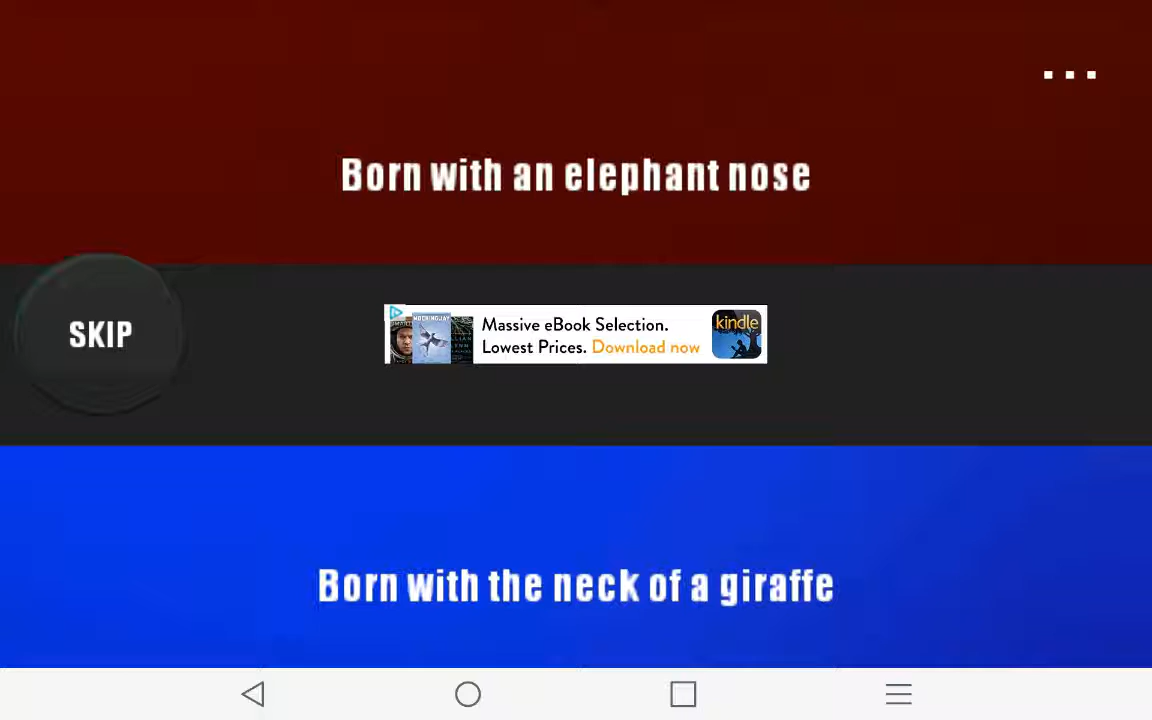 Born with an elephant nose
SKIP
MOCKINGJAY
Massive eBook Selection.
Lowest Prices. Download now
kindle
Born with the neck of a giraffe